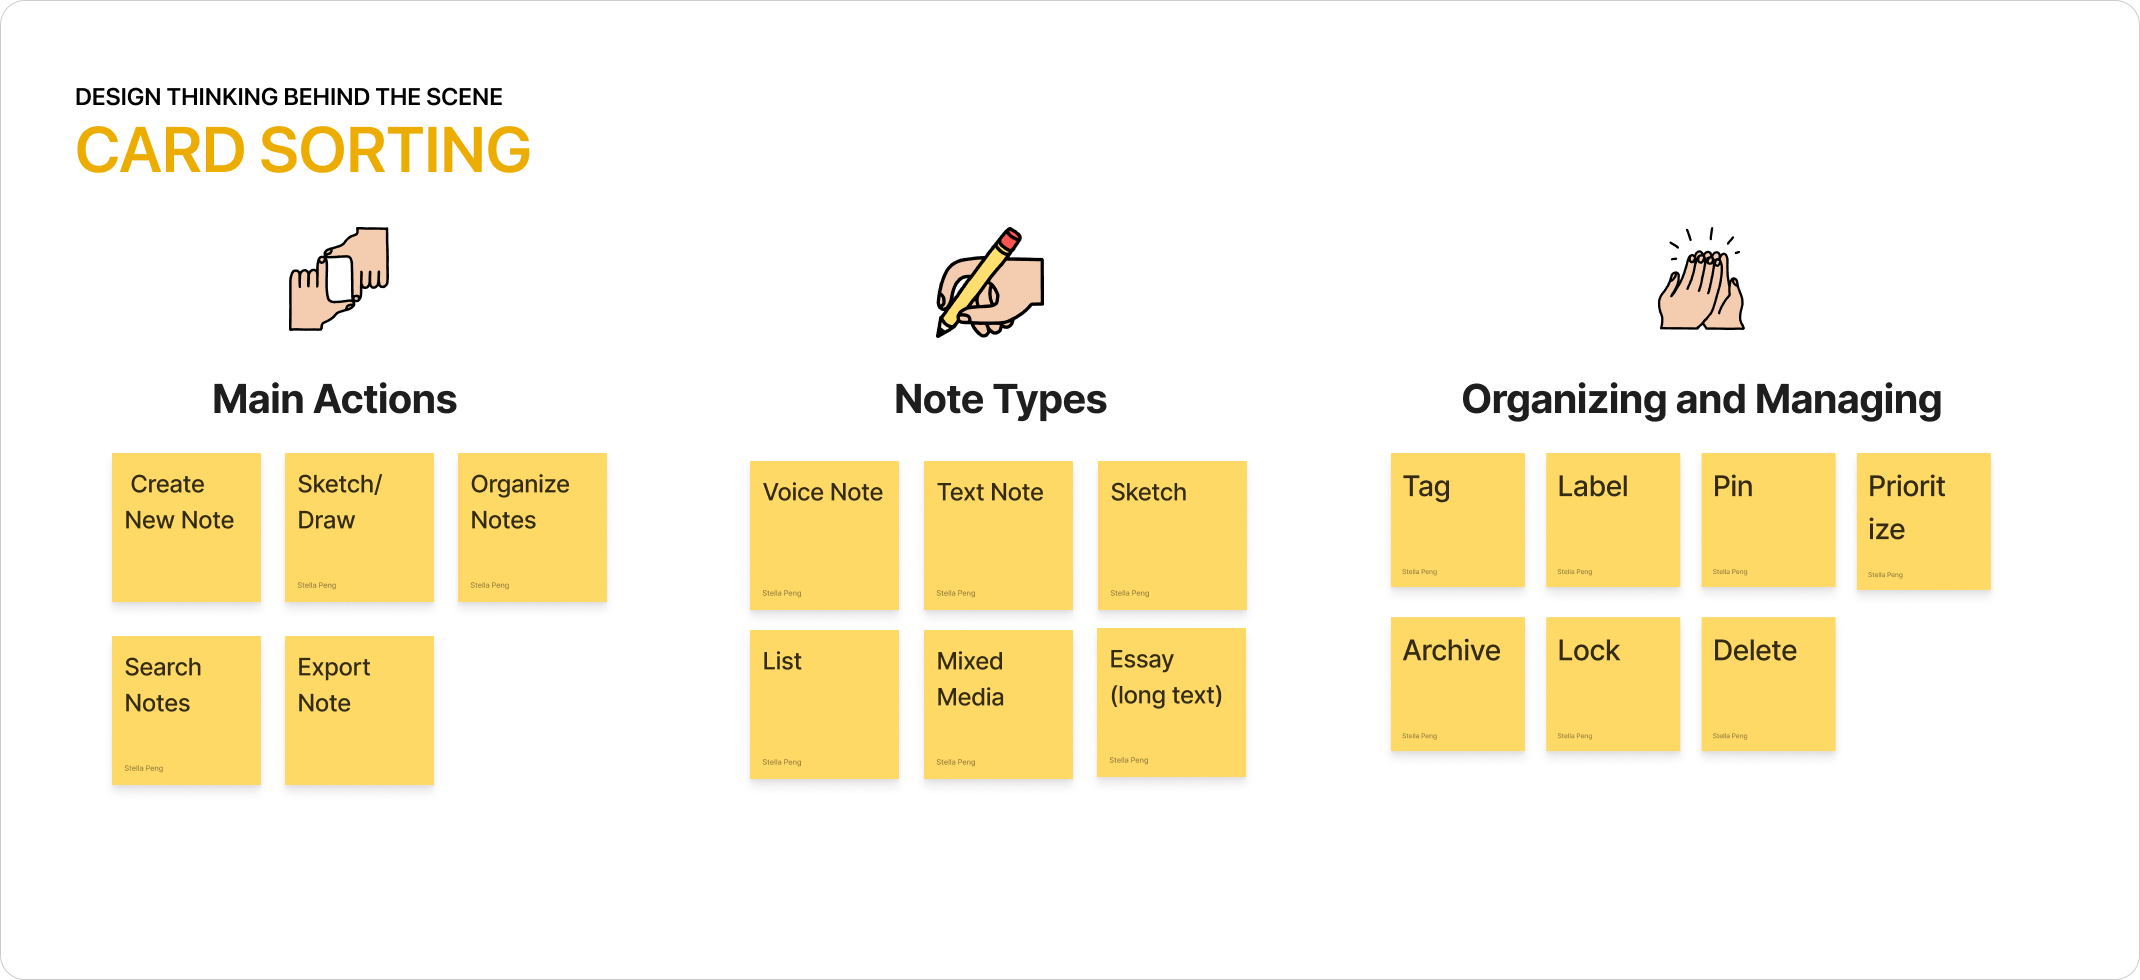 DESIGN THINKING BEHIND THE SCENE
CARD SORTING
Main Actions
Create
New Note
Sketch/
Draw
Stella Peng
Organize
Notes
Stella Peng
Search
Notes
Stella Peng
Export
Note
Note Types
Voice Note
Stella Peng
Text Note
Stella Peng
Sketch
Stella Peng
List
Stella Peng
Mixed
Media
Stella Peng
Essay
(long text)
Stella Peng
Organizing and Managing
Tag
Stella Peng
Label
Stella Peng
Pin
Stella Peng
Priorit
ize
Stella Peng
Archive
Stella Peng
Lock
Stella Peng
Delete
Stella Peng